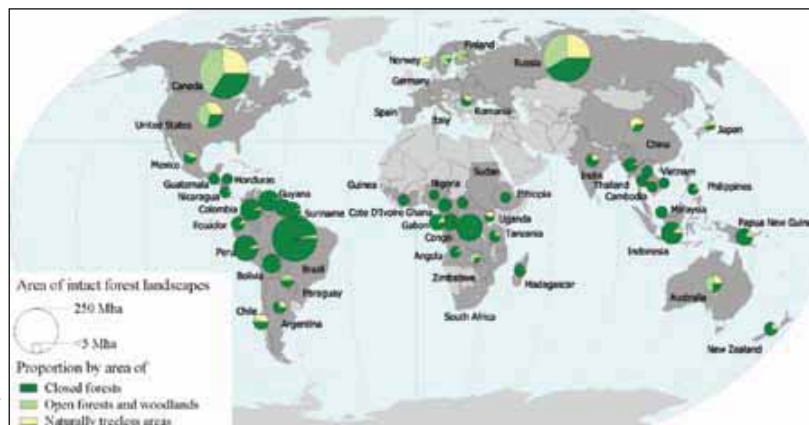 Canada
United States
Mexico
Guatemala
Honduras
Nicaragua
Guyana
Colombia
Suriname
Ecuador
Peru
Brazil
Bolivia
Paraguay
Chile
Argentina
Norway
Finland
Germany
Spain
Italy
Romania
Russia
China
Japan
India
Vietnam
Thailand
Cambodia
Philippines
Malaysia
Papua New Guinea
Indonesia
Australia
New Zealand
Sudan
Guinea
Nigeria
Ethiopia
Cote D'Ivoire
Ghana
Uganda
Gabon
Congo
Tanzania
Angola
Zimbabwe
Madagascar
South Africa
Area of intact forest landscapes
250 Mha
<5 Mha
Proportion by area of
Closed forests
Open forests and woodlands
Naturally treeless areas